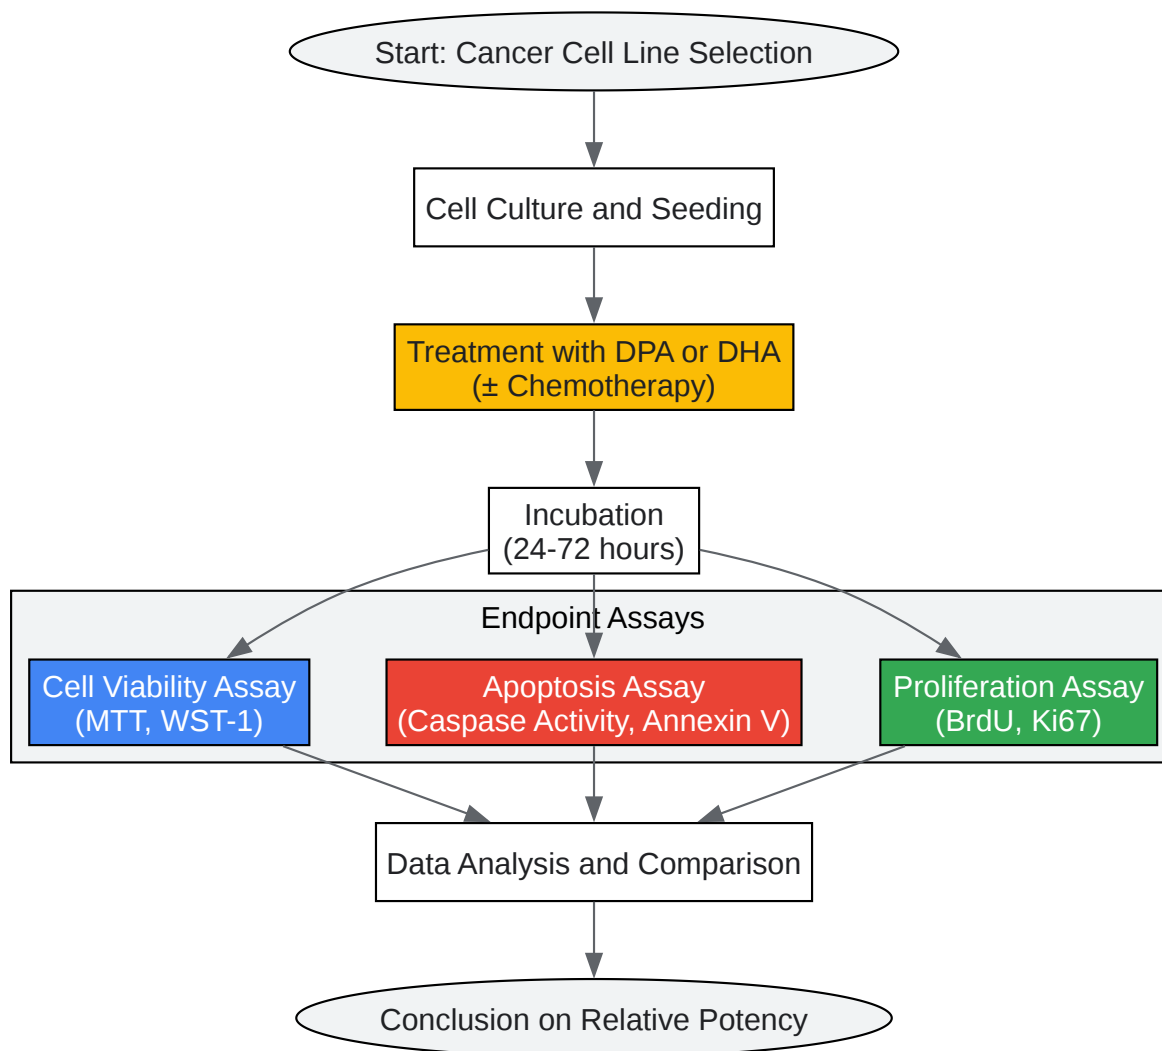 Start: Cancer Cell Line Selection
Cell Culture and Seeding
Treatment with DPA or DHA
(± Chemotherapy)
Incubation
(24-72 hours)
Endpoint Assays
Cell Viability Assay
(MTT, WST-1)
Apoptosis Assay
(Caspase Activity, Annexin V)
Proliferation Assay
(BrdU, Ki67)
Data Analysis and Comparison
Conclusion on Relative Potency